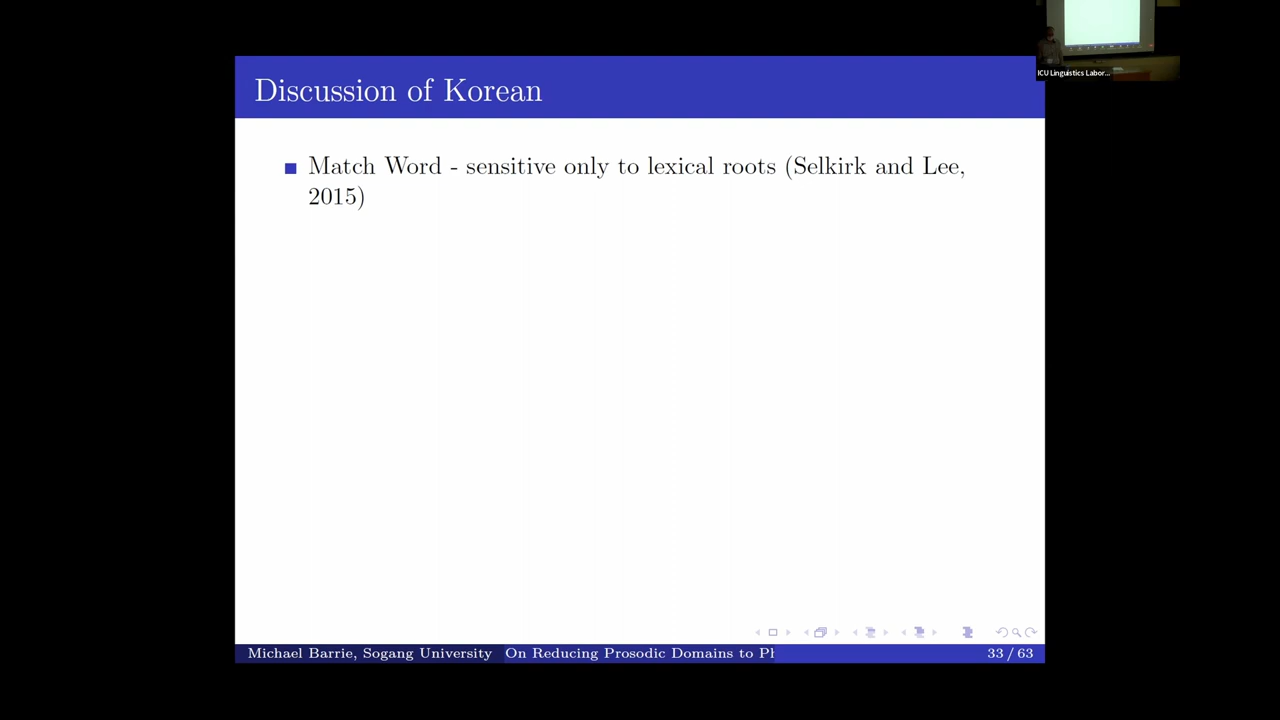 ICU Linguistics Labor...
Discussion of Korean
Match Word - sensitive only to lexical roots (Selkirk and Lee,
2015)
Michael Barrie, Sogang University On Reducing Prosodic Domains to Ph 33 / 63